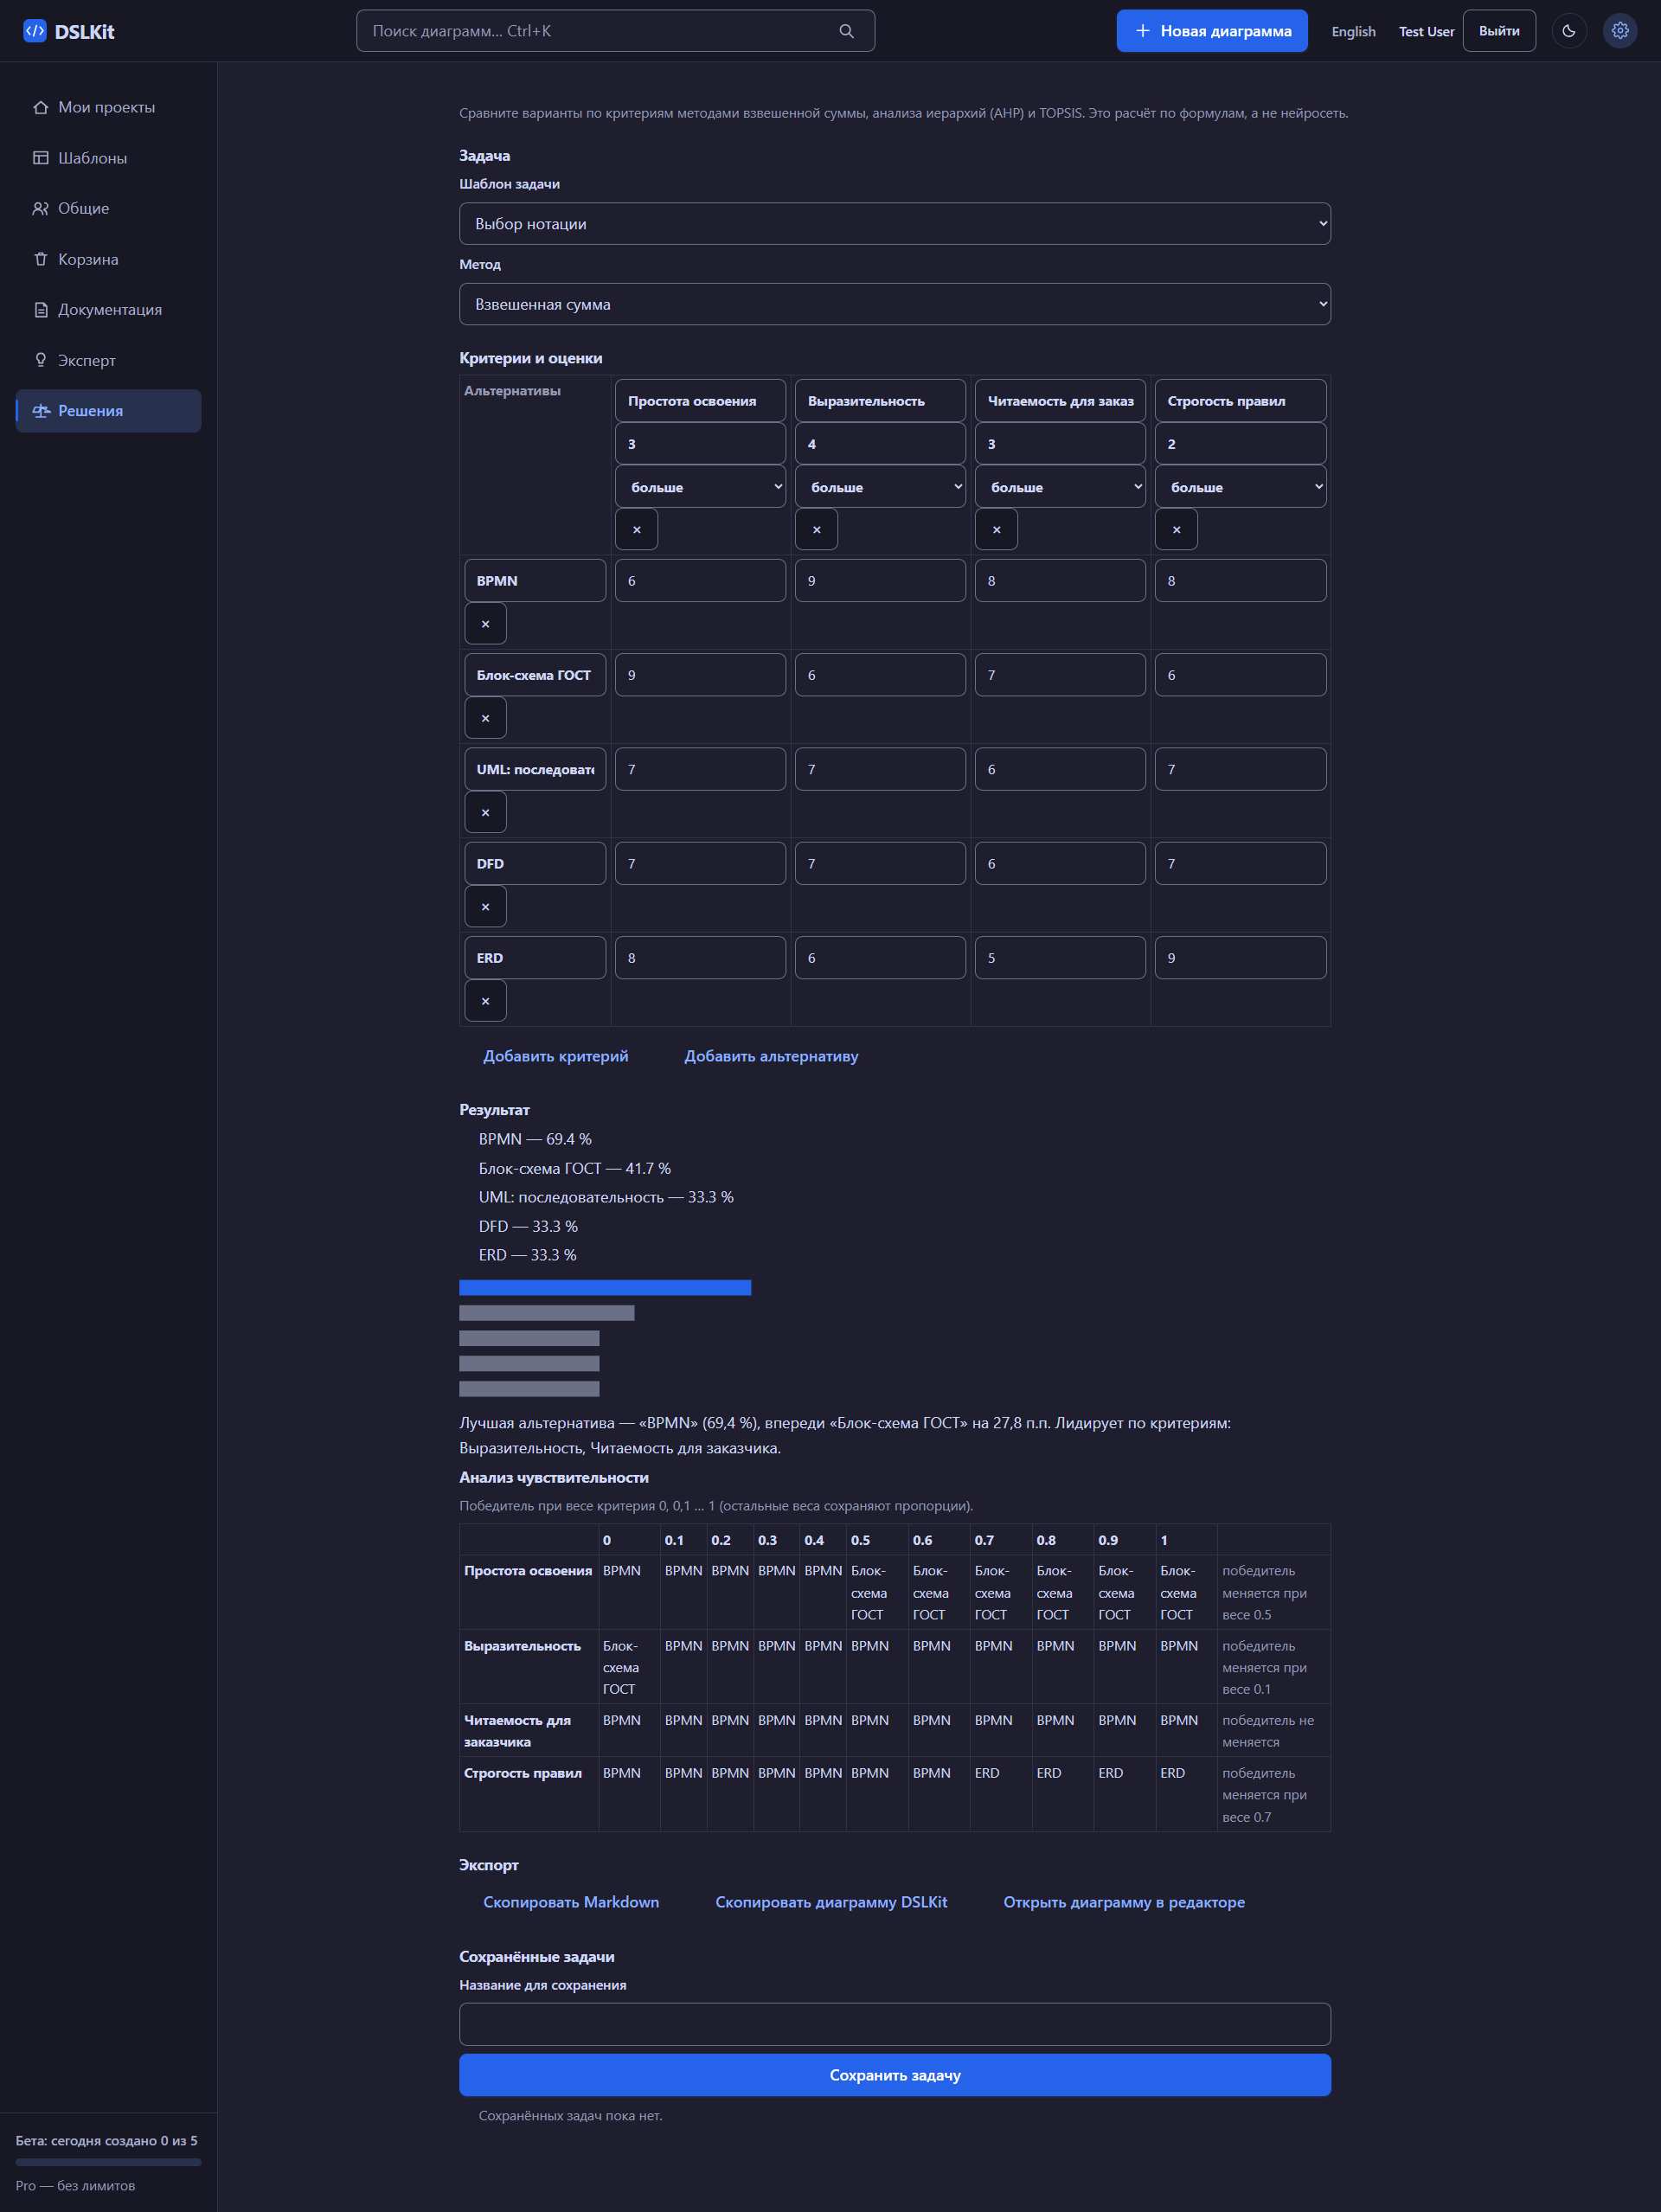 DSLKit
Поиск диаграмм... Ctrl+K
Новая диаграмма
English
Test User
Выйти
Мои проекты
Шаблоны
Общие
Корзина
Документация
Эксперт
Решения
Сравните варианты по критериям методами взвешенной суммы, анализа иерархий (AHP) и TOPSIS. Это расчёт по формулам, а не нейросеть.
Задача
Шаблон задачи
Выбор нотации
Метод
Взвешенная сумма
Критерии и оценки
Альтернативы Простота освоения Выразительность Читаемость для заказ Строгость правил
3 4 3 2
больше больше больше больше
× × × ×
BPMN 6 9 8 8
×
Блок-схема ГОСТ 9 6 7 6
×
UML: последовате 7 7 6 7
×
DFD 7 7 6 7
×
ERD 8 6 5 9
×
Добавить критерий Добавить альтернативу
Результат
BPMN — 69.4 %
Блок-схема ГОСТ — 41.7 %
UML: последовательность — 33.3 %
DFD — 33.3 %
ERD — 33.3 %
Лучшая альтернатива — «BPMN» (69,4 %), впереди «Блок-схема ГОСТ» на 27,8 п.п. Лидирует по критериям:
Выразительность, Читаемость для заказчика.
Анализ чувствительности
Победитель при весе критерия 0, 0,1 ... 1 (остальные веса сохраняют пропорции).
0 0.1 0.2 0.3 0.4 0.5 0.6 0.7 0.8 0.9 1
Простота освоения BPMN BPMN BPMN BPMN BPMN Блок- Блок- Блок- Блок- Блок- Блок- победитель
схема схема схема схема схема схема меняется при
ГОСТ ГОСТ ГОСТ ГОСТ ГОСТ ГОСТ весе 0.5
Выразительность Блок- BPMN BPMN BPMN BPMN BPMN BPMN BPMN BPMN BPMN BPMN победитель
схема меняется при
ГОСТ весе 0.1
Читаемость для BPMN BPMN BPMN BPMN BPMN BPMN BPMN BPMN BPMN BPMN BPMN победитель не
заказчика меняется
Строгость правил BPMN BPMN BPMN BPMN BPMN BPMN BPMN ERD ERD ERD ERD победитель
меняется при
весе 0.7
Экспорт
Скопировать Markdown Скопировать диаграмму DSLKit Открыть диаграмму в редакторе
Сохранённые задачи
Название для сохранения
Сохранить задачу
Сохранённых задач пока нет.
Бета: сегодня создано 0 из 5
Pro — без лимитов